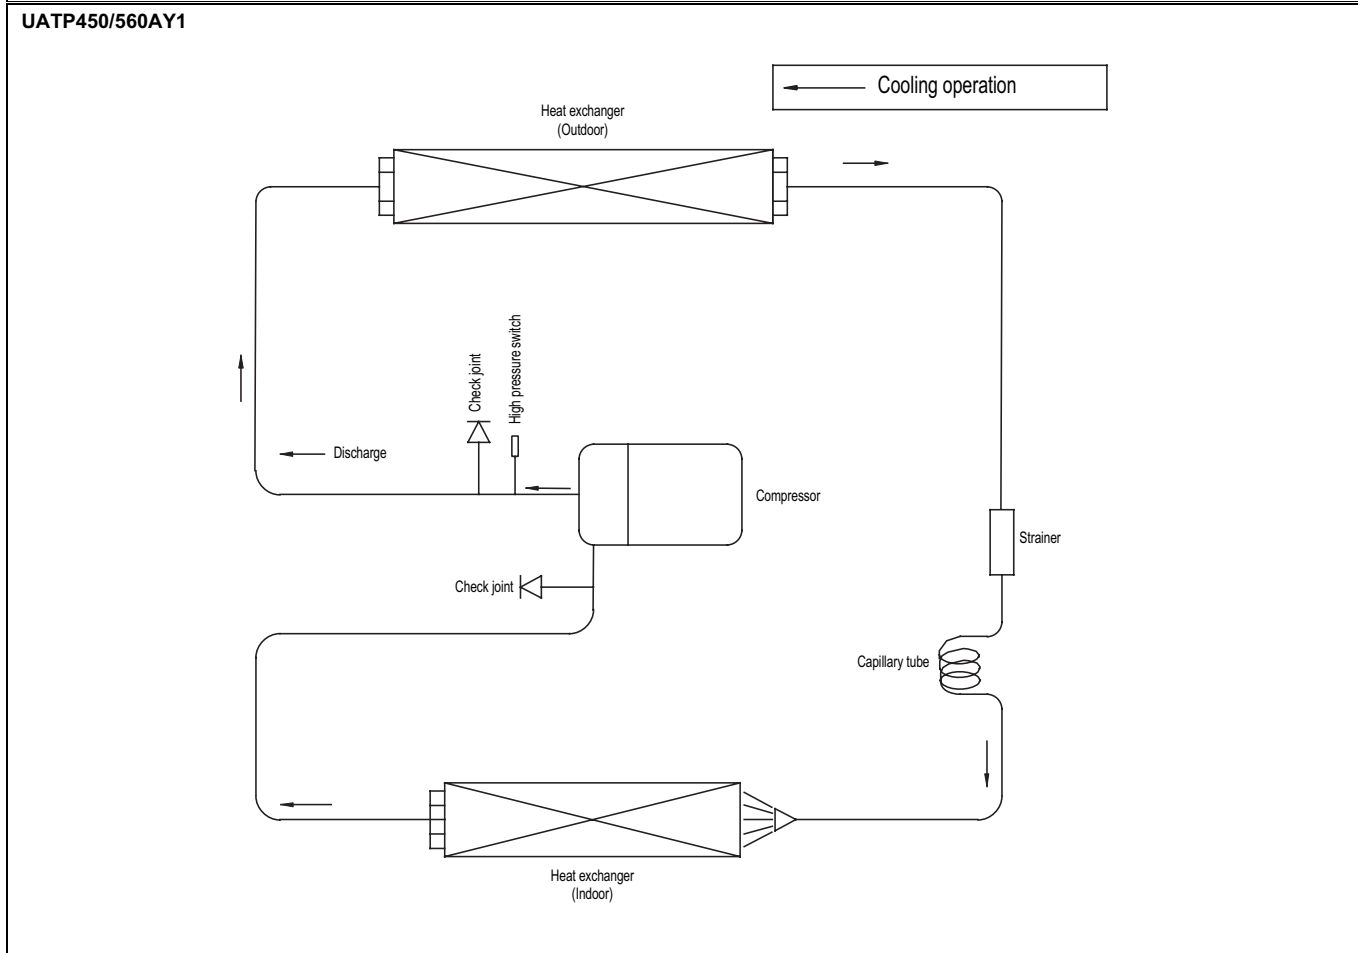 UATP450/560AY1
Cooling operation
Heat exchanger
(Outdoor)
Check joint
High pressure switch
Discharge
Compressor
Strainer
Check joint
Capillary tube
Heat exchanger
(Indoor)